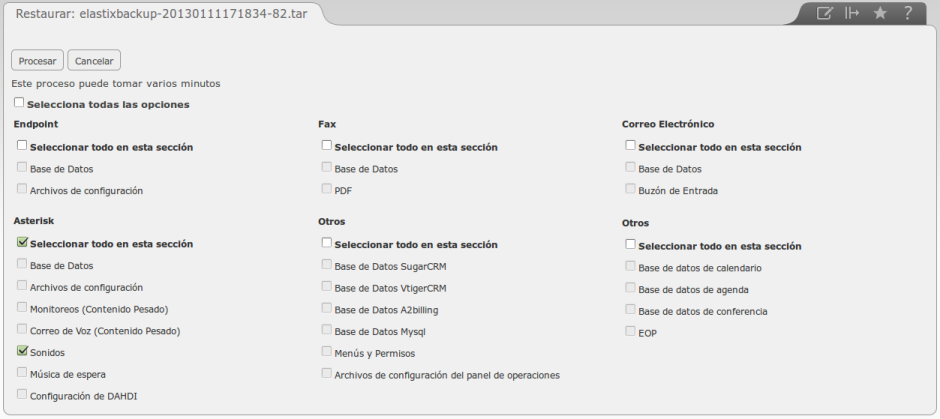 Restaurar: elastixbackup-20130111171834-82.tar
?
Procesar Cancelar
Este proceso puede tomar varios minutos
Selecciona todas las opciones
Endpoint
Seleccionar todo en esta sección
Base de Datos
Archivos de configuración
Fax
Seleccionar todo en esta sección
Base de Datos
PDF
Correo Electrónico
Seleccionar todo en esta sección
Base de Datos
Buzón de Entrada
Asterisk
Seleccionar todo en esta sección
Base de Datos
Archivos de configuración
Monitoreos (Contenido Pesado)
Correo de Voz (Contenido Pesado)
Sonidos
Música de espera
Configuración de DAHDI
Otros
Seleccionar todo en esta sección
Base de Datos SugarCRM
Base de Datos VtigerCRM
Base de Datos A2billing
Base de Datos Mysql
Menús y Permisos
Archivos de configuración del panel de operaciones
Otros
Seleccionar todo en esta sección
Base de datos de calendario
Base de datos de agenda
Base de datos de conferencia
EOP